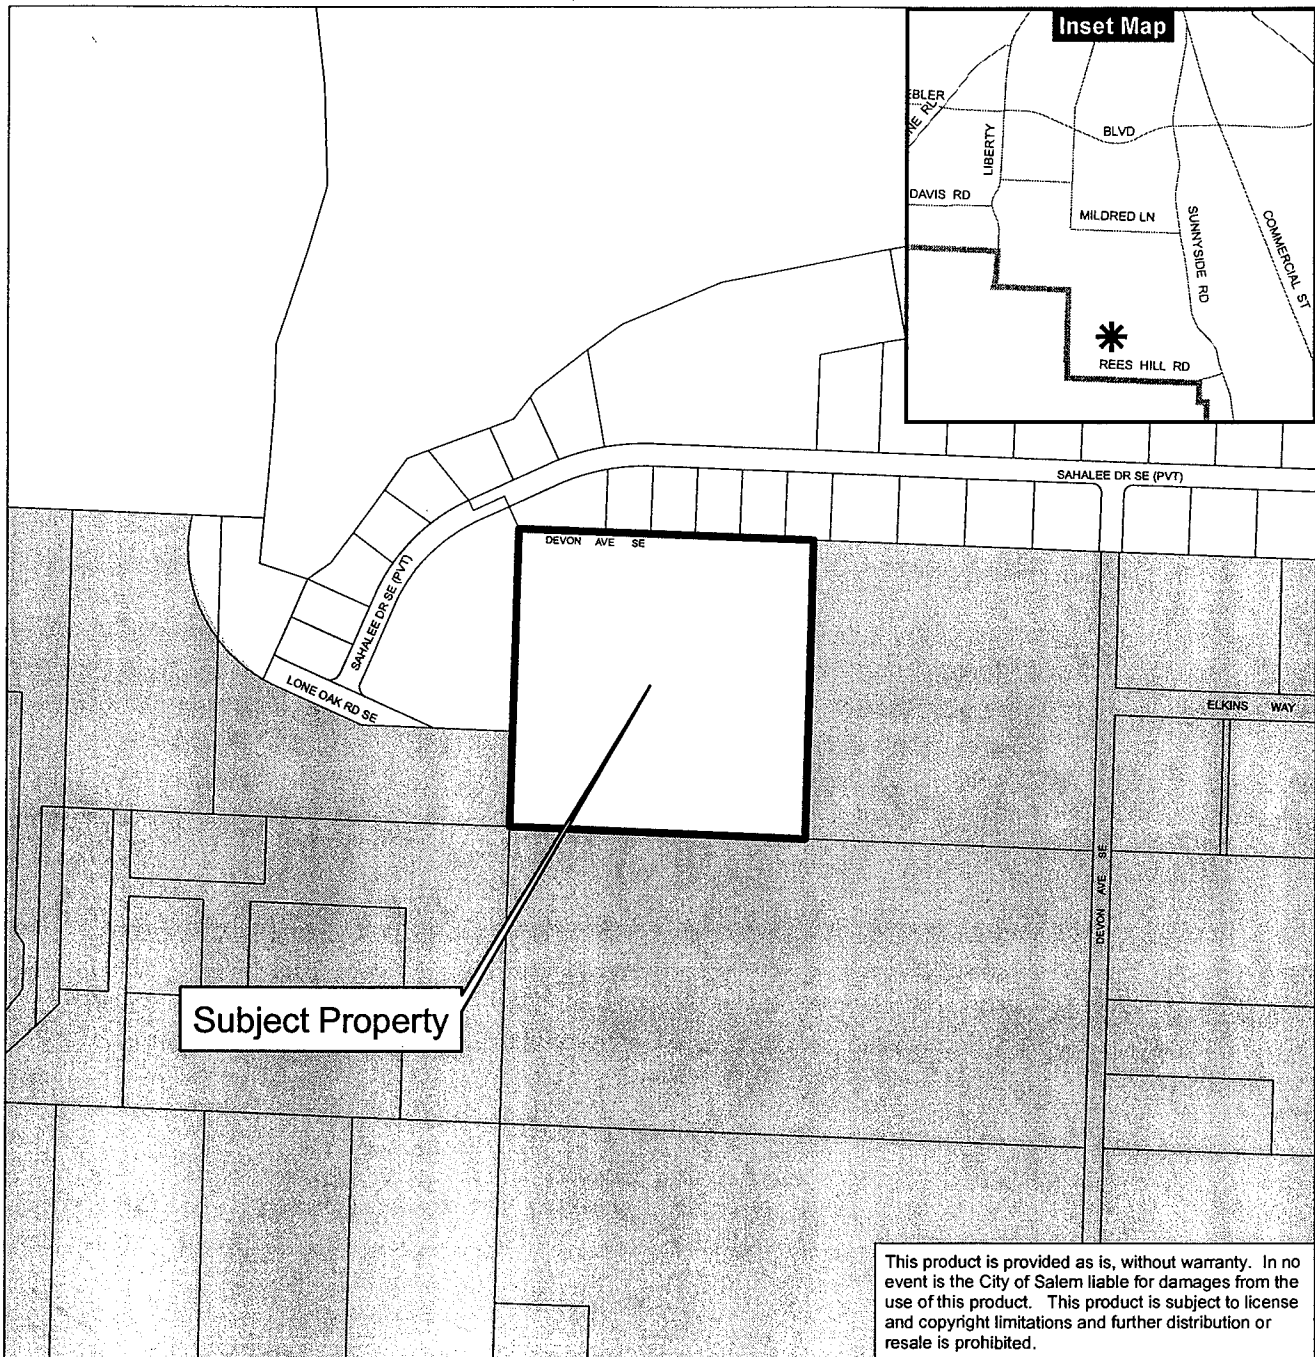 Inset Map
EBLER
NE RL
BLVD
LIBERTY
DAVIS RD
MILDRED LN
SUNNYSIDE RD
COMMERCIAL ST
REES HILL RD
SAHALEE DR SE (PVT)
DEVON AVE SE
SAHALEE DR SE (PVT)
LONE OAK RD SE
ELKINS WAY
DEVON AVE SE
Subject Property
This product is provided as is, without warranty. In no
event is the City of Salem liable for damages from the
use of this product. This product is subject to license
and copyright limitations and further distribution or
resale is prohibited.